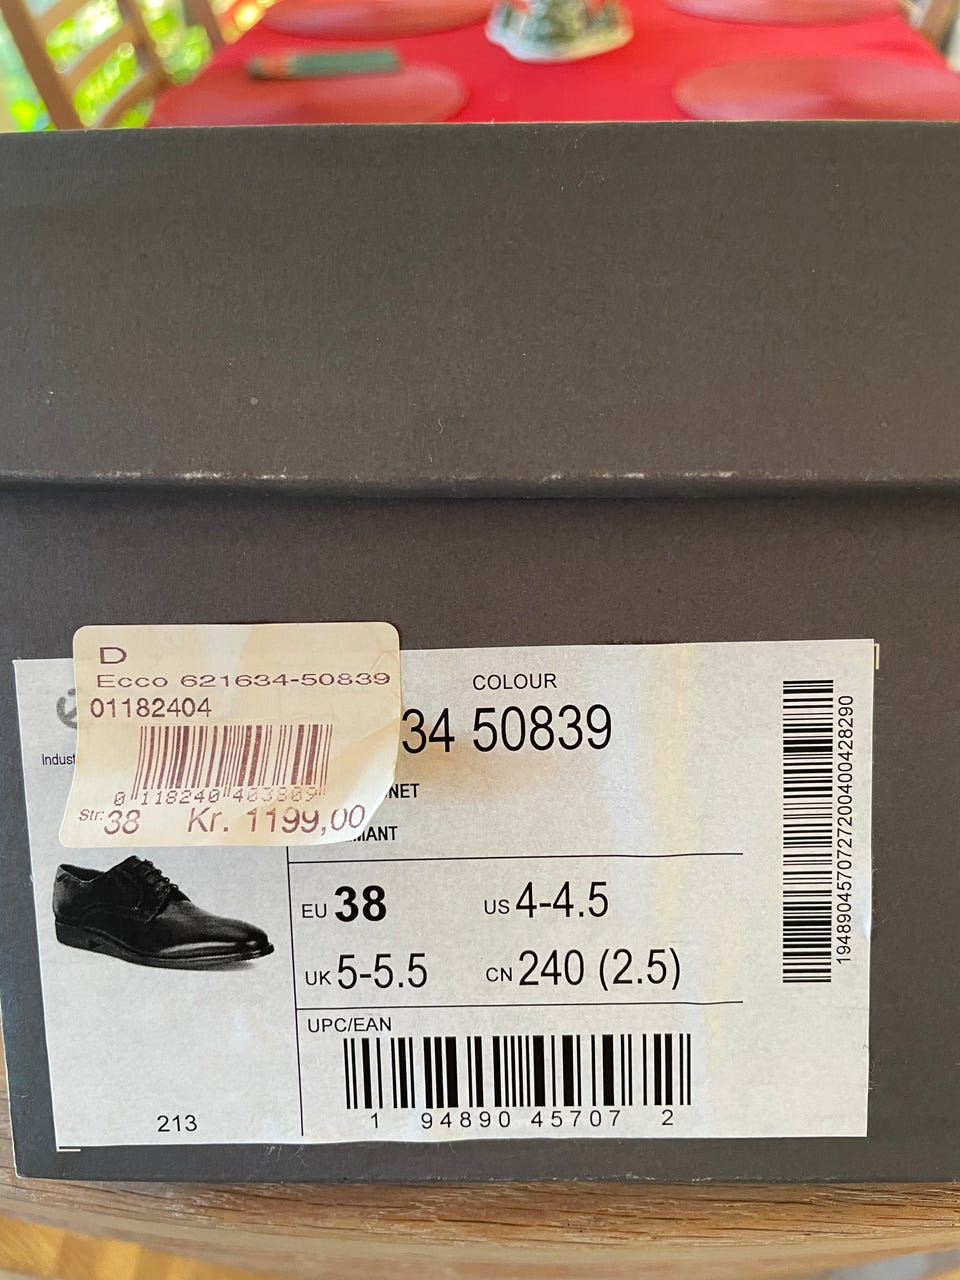 D
Ecco 621634-50839
01182404
0 118240 403809
Str: 38 Kr. 1199,00
Indust
COLOUR
34 50839
NET
MANT
EU 38 US 4-4.5
UK 5-5.5 CN 240 (2.5)
UPC/EAN
1 94890 45707 2
213
1948904570727200400428290